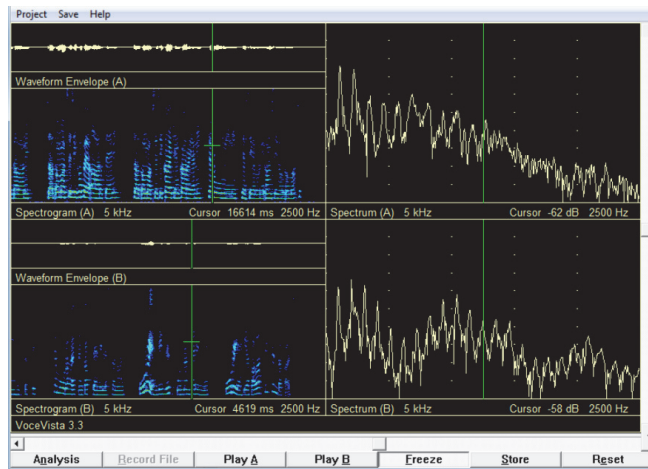 Project Save Help
Waveform Envelope (A)
Spectrogram (A) 5 kHz Cursor 16614 ms 2500 Hz
Spectrum (A) 5 kHz Cursor -62 dB 2500 Hz
Waveform Envelope (B)
Spectrogram (B) 5 kHz Cursor 4619 ms 2500 Hz
Spectrum (B) 5 kHz Cursor -58 dB 2500 Hz
VoceVista 3.3
Analysis Record File Play A Play B Freeze Store Reset